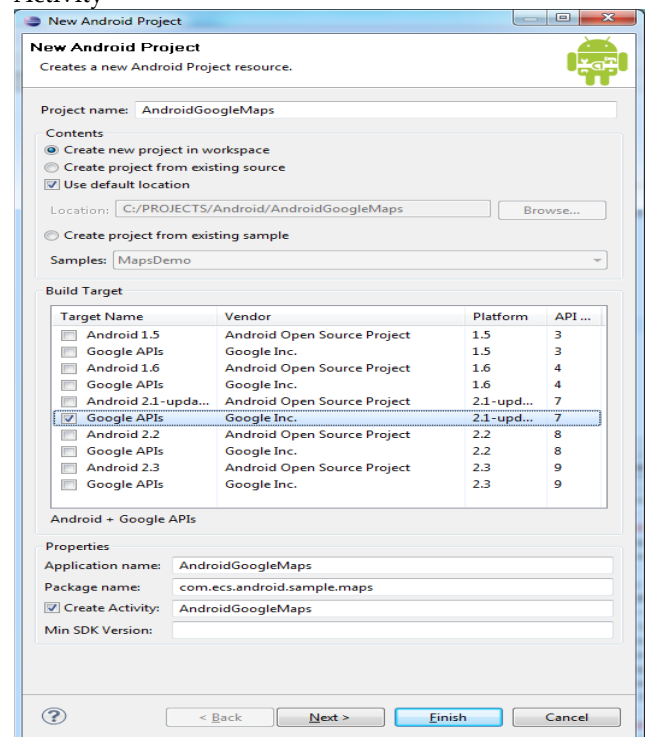 Activity
New Android Project
New Android Project
Creates a new Android Project resource.
Project name: AndroidGoogleMaps
Contents
Create new project in workspace
Create project from existing source
Use default location
Location: C:/PROJECTS/Android/AndroidGoogleMaps Browse...
Create project from existing sample
Samples: MapsDemo
Build Target
Target Name Vendor Platform API ...
Android 1.5 Android Open Source Project 1.5 3
Google APIs Google Inc. 1.5 3
Android 1.6 Android Open Source Project 1.6 4
Google APIs Google Inc. 1.6 4
Android 2.1-upda... Android Open Source Project 2.1-upd... 7
Google APIs Google Inc. 2.1-upd... 7
Android 2.2 Android Open Source Project 2.2 8
Google APIs Google Inc. 2.2 8
Android 2.3 Android Open Source Project 2.3 9
Google APIs Google Inc. 2.3 9
Android + Google APIs
Properties
Application name: AndroidGoogleMaps
Package name: com.ecs.android.sample.maps
Create Activity: AndroidGoogleMaps
Min SDK Version:
? < Back Next > Finish Cancel